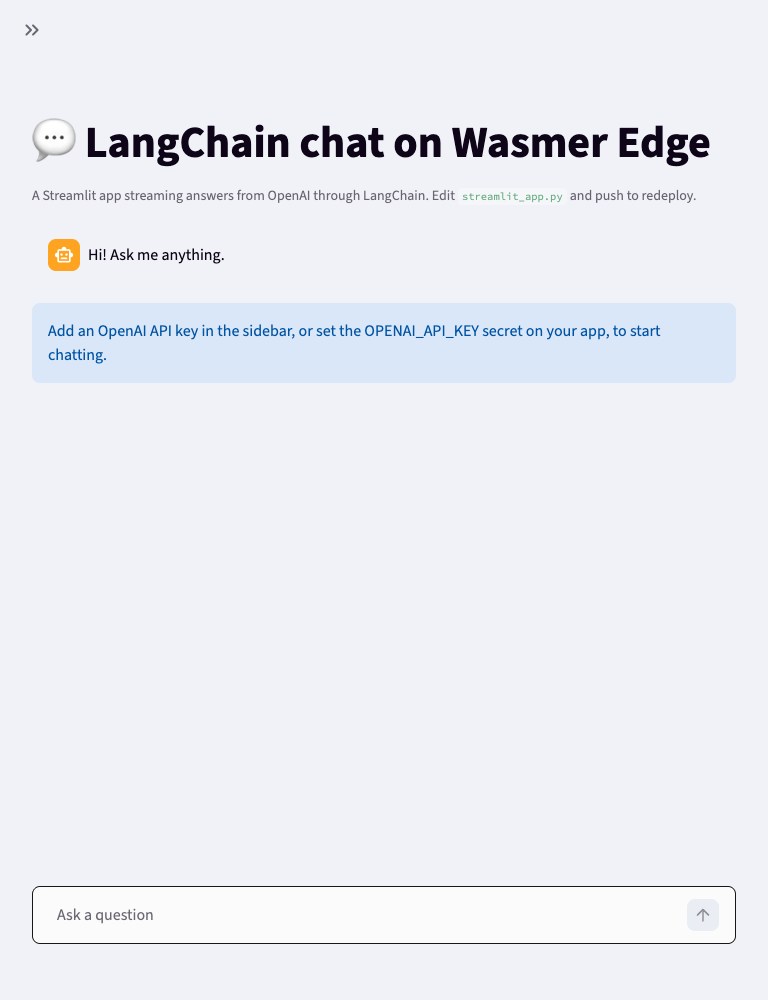 LangChain chat on Wasmer Edge
A Streamlit app streaming answers from OpenAI through LangChain. Edit streamlit_app.py and push to redeploy.
Hi! Ask me anything.
Add an OpenAI API key in the sidebar, or set the OPENAI_API_KEY secret on your app, to start
chatting.
Ask a question